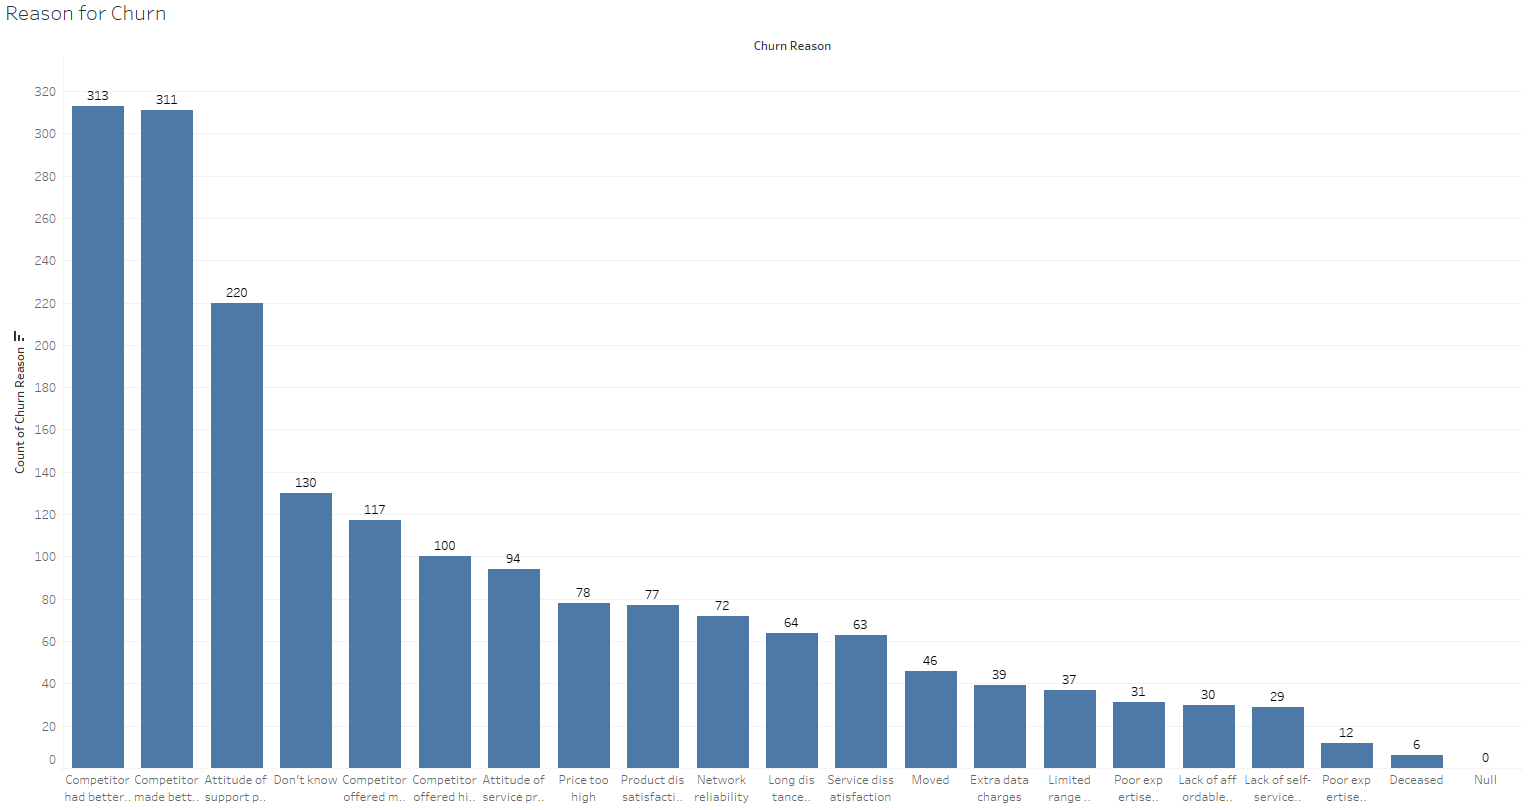 Reason for Churn
Churn Reason
Count of Churn Reason
320
300
280
260
240
220
200
180
160
140
120
100
80
60
40
20
0
313
311
220
130
117
100
94
78
77
72
64
63
46
39
37
31
30
29
12
6
0
Competitor
had better..
Competitor
made bett..
Attitude of
support p..
Don't know
Competitor
offered m..
Competitor
offered hi..
Attitude of
service pr..
Price too
high
Product dis
satisfacti..
Network
reliability
Long dis
tance..
Service diss
atisfaction
Moved
Extra data
charges
Limited
range ..
Poor exp
ertise..
Lack of aff
ordable..
Lack of self-
service..
Poor exp
ertise..
Deceased
Null